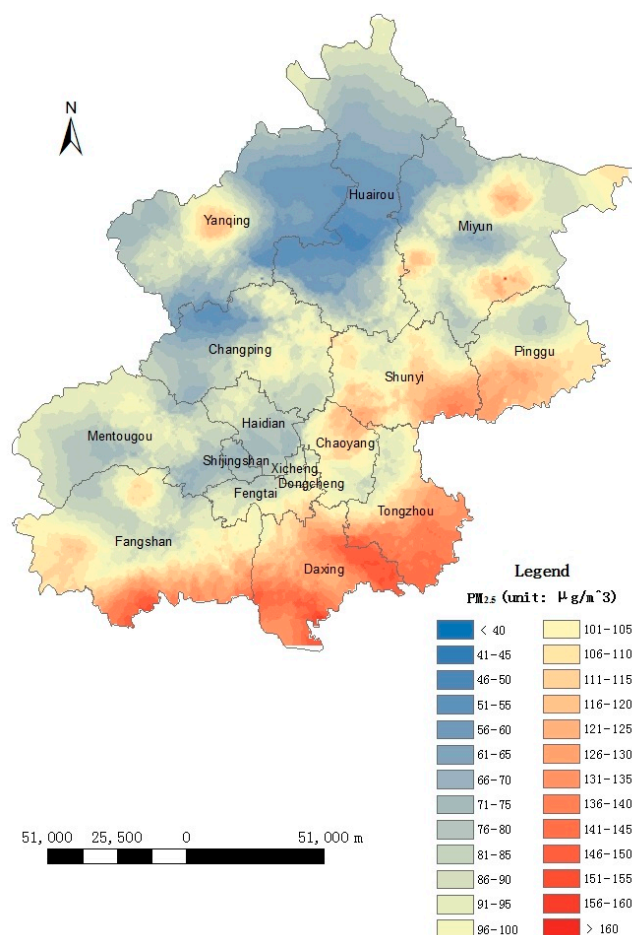 N
Huairou
Yanqing
Miyun
Changping
Pinggu
Shunyi
Haidian
Mentougou
Chaoyang
Shijingshan
Xicheng
Dongcheng
Fengtai
Tongzhou
Fangshan
Daxing
Legend
PM2.5 (unit: μg/m^3)
< 40
41-45
46-50
51-55
56-60
61-65
66-70
71-75
76-80
81-85
86-90
91-95
96-100
101-105
106-110
111-115
116-120
121-125
126-130
131-135
136-140
141-145
146-150
151-155
156-160
> 160
51,000 25,500 0 51,000 m